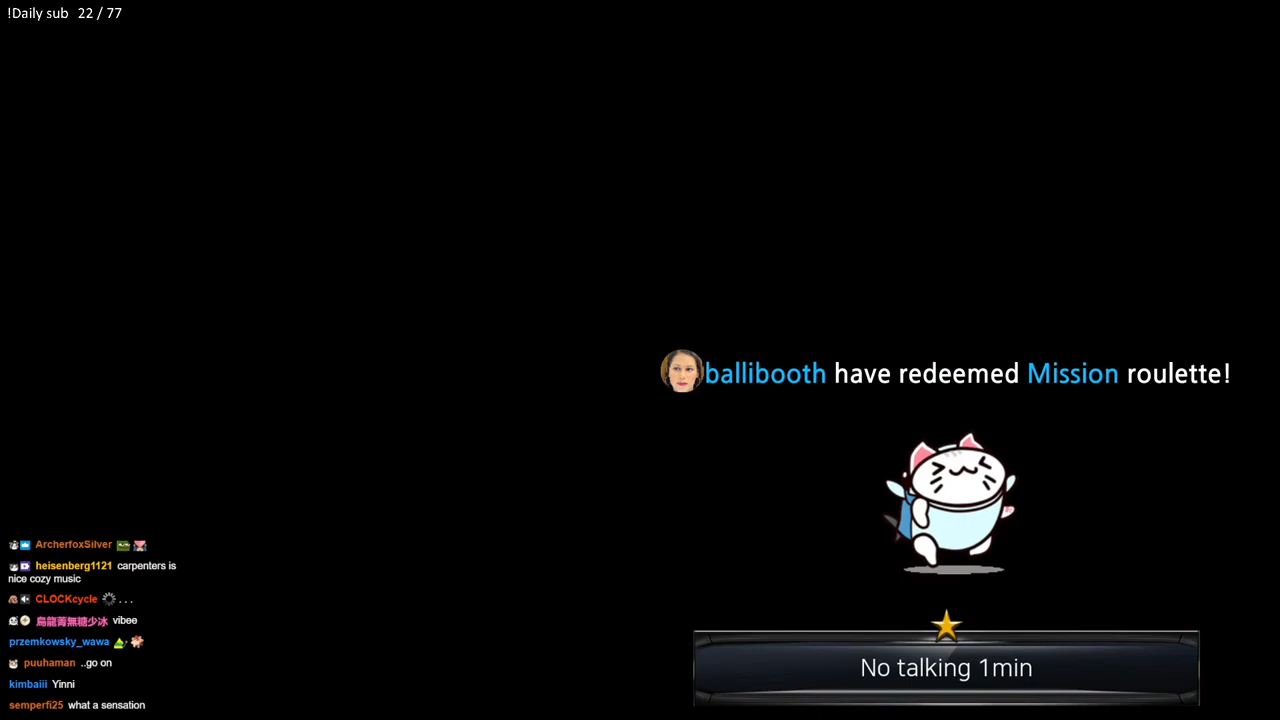 !Daily sub 22 / 77
ballibooth have redeemed Mission roulette!
No talking 1min
ArcherfoxSilver
heisenberg1121 carpenters is
nice cozy music
CLOCKcycle ...
烏龍菁無糖少冰 vibee
przemkowsky_wawa
puuhaman ..go on
kimbaiii Yinni
semperfi25 what a sensation